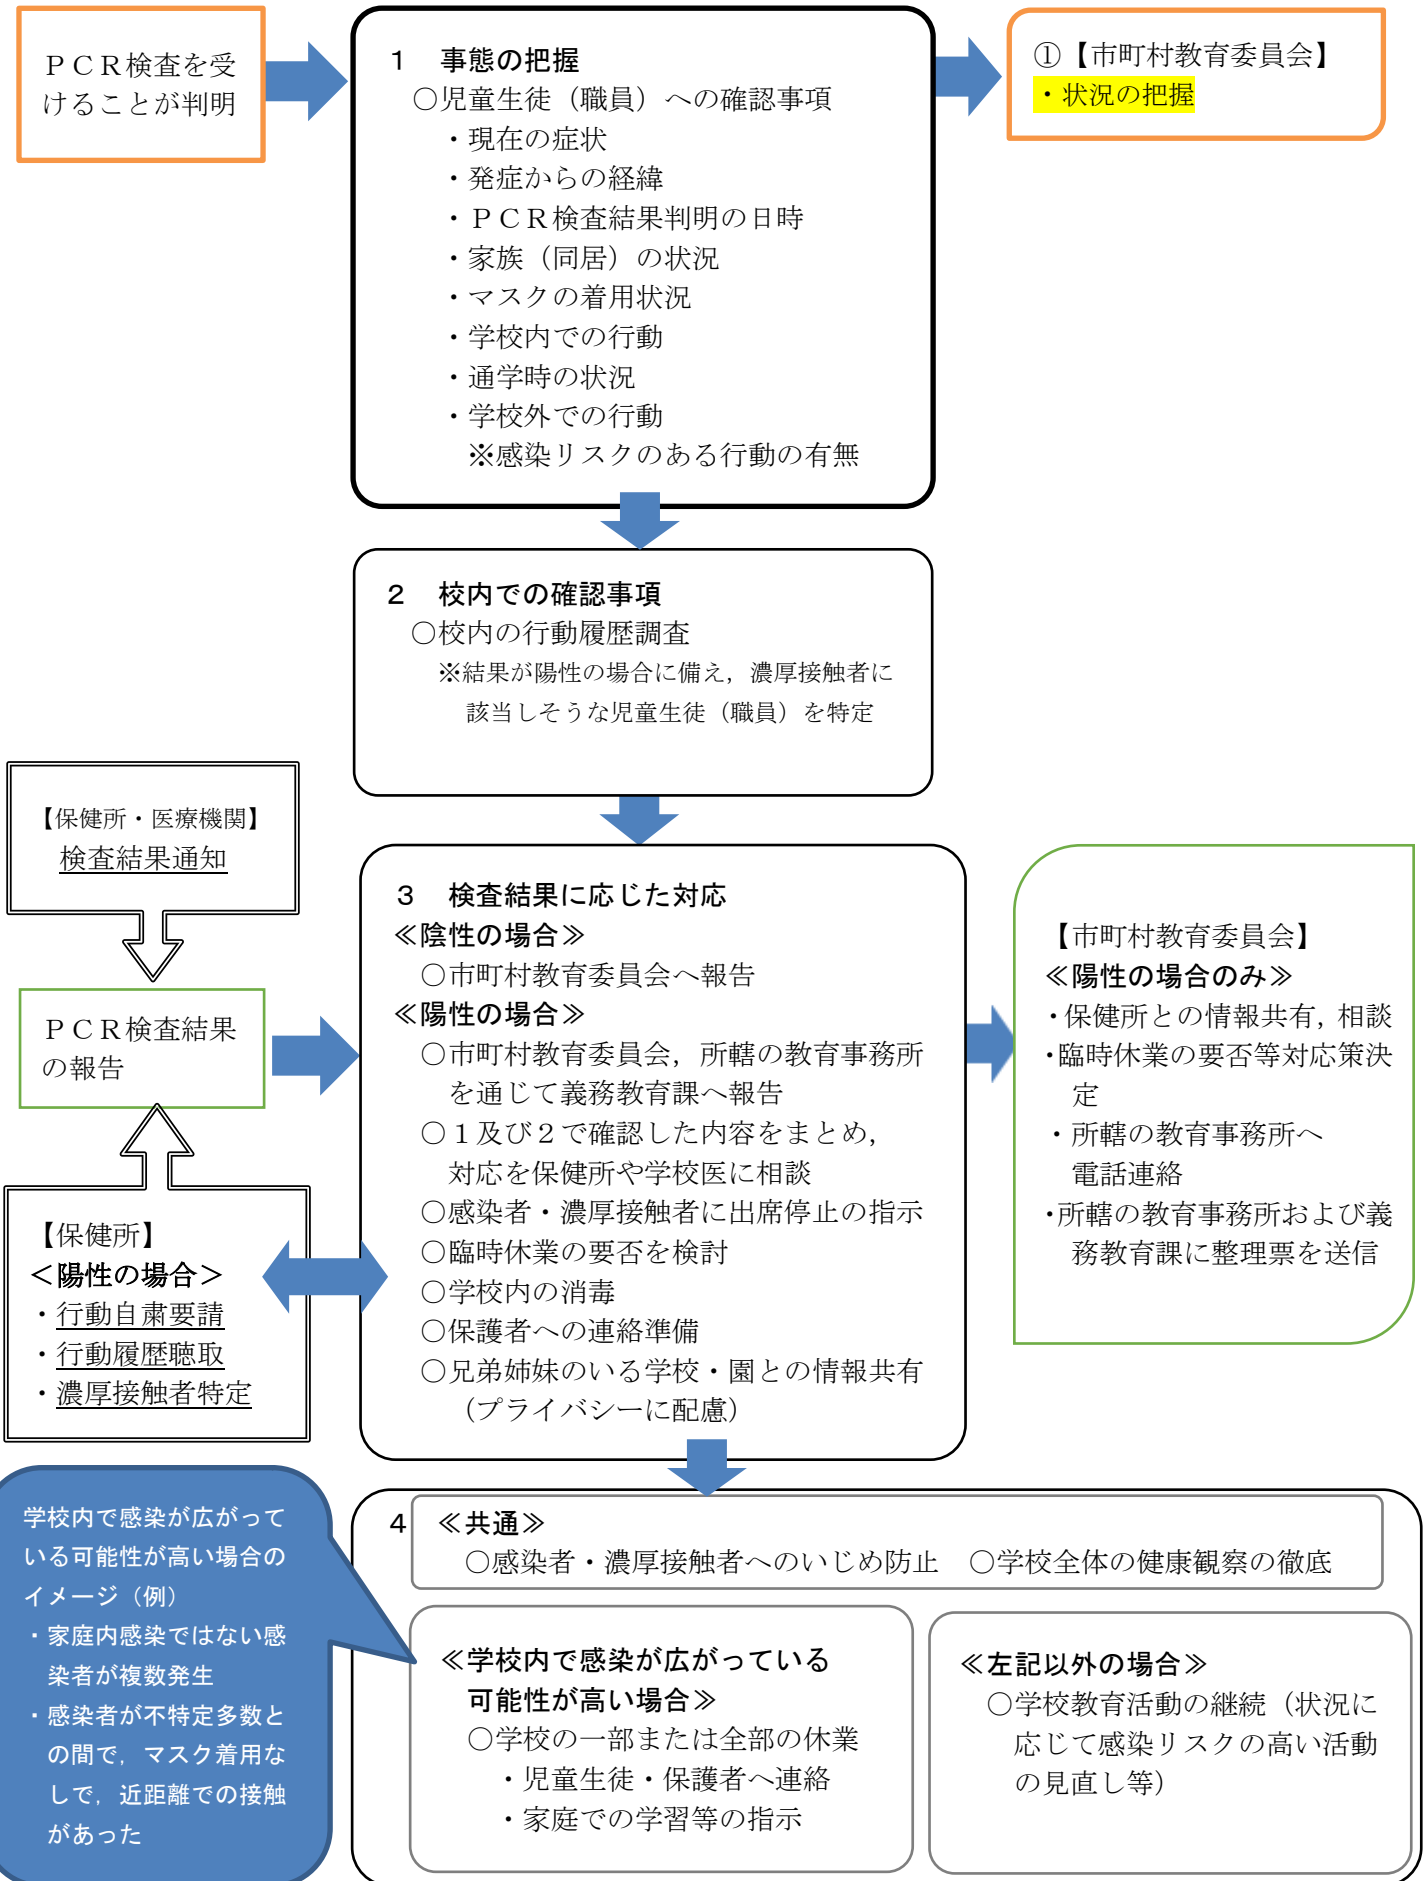 ＰＣＲ検査を受
けることが判明
１　事態の把握
○児童生徒（職員）への確認事項
・現在の症状
・発症からの経緯
・ＰＣＲ検査結果判明の日時
・家族（同居）の状況
・マスクの着用状況
・学校内での行動
・通学時の状況
・学校外での行動
※感染リスクのある行動の有無
①【市町村教育委員会】
・状況の把握
２　校内での確認事項
○校内の行動履歴調査
※結果が陽性の場合に備え，濃厚接触者に
該当しそうな児童生徒（職員）を特定
【保健所・医療機関】
検査結果通知
ＰＣＲ検査結果
の報告
【保健所】
＜陽性の場合＞
・行動自粛要請
・行動履歴聴取
・濃厚接触者特定
３　検査結果に応じた対応
≪陰性の場合≫
○市町村教育委員会へ報告
≪陽性の場合≫
○市町村教育委員会，所轄の教育事務所
を通じて義務教育課へ報告
○１及び２で確認した内容をまとめ，
対応を保健所や学校医に相談
○感染者・濃厚接触者に出席停止の指示
○臨時休業の要否を検討
○学校内の消毒
○保護者への連絡準備
○兄弟姉妹のいる学校・園との情報共有
（プライバシーに配慮）
【市町村教育委員会】
≪陽性の場合のみ≫
・保健所との情報共有，相談
・臨時休業の要否等対応策決
定
・所轄の教育事務所へ
電話連絡
・所轄の教育事務所および義
務教育課に整理票を送信
学校内で感染が広がって
いる可能性が高い場合の
イメージ（例）
・家庭内感染ではない感
染者が複数発生
・感染者が不特定多数と
の間で，マスク着用な
しで，近距離での接触
があった
４　≪共通≫
○感染者・濃厚接触者へのいじめ防止　○学校全体の健康観察の徹底
≪学校内で感染が広がっている
可能性が高い場合≫
○学校の一部または全部の休業
・児童生徒・保護者へ連絡
・家庭での学習等の指示
≪左記以外の場合≫
○学校教育活動の継続（状況に
応じて感染リスクの高い活動
の見直し等）